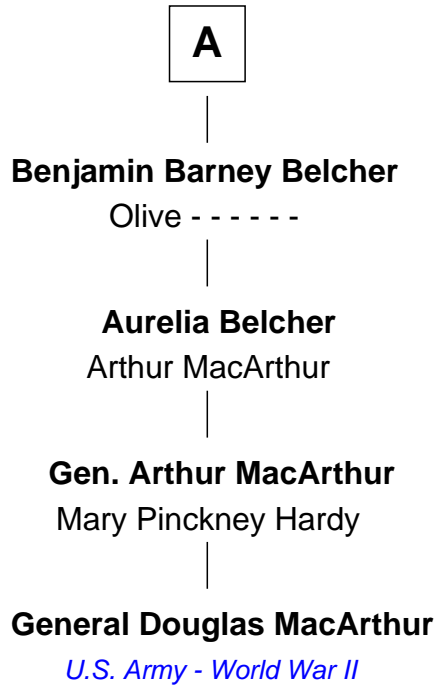 A
Benjamin Barney Belcher
Olive - - - - - -
Aurelia Belcher
Arthur MacArthur
Gen. Arthur MacArthur
Mary Pinckney Hardy
General Douglas MacArthur
U.S. Army - World War II